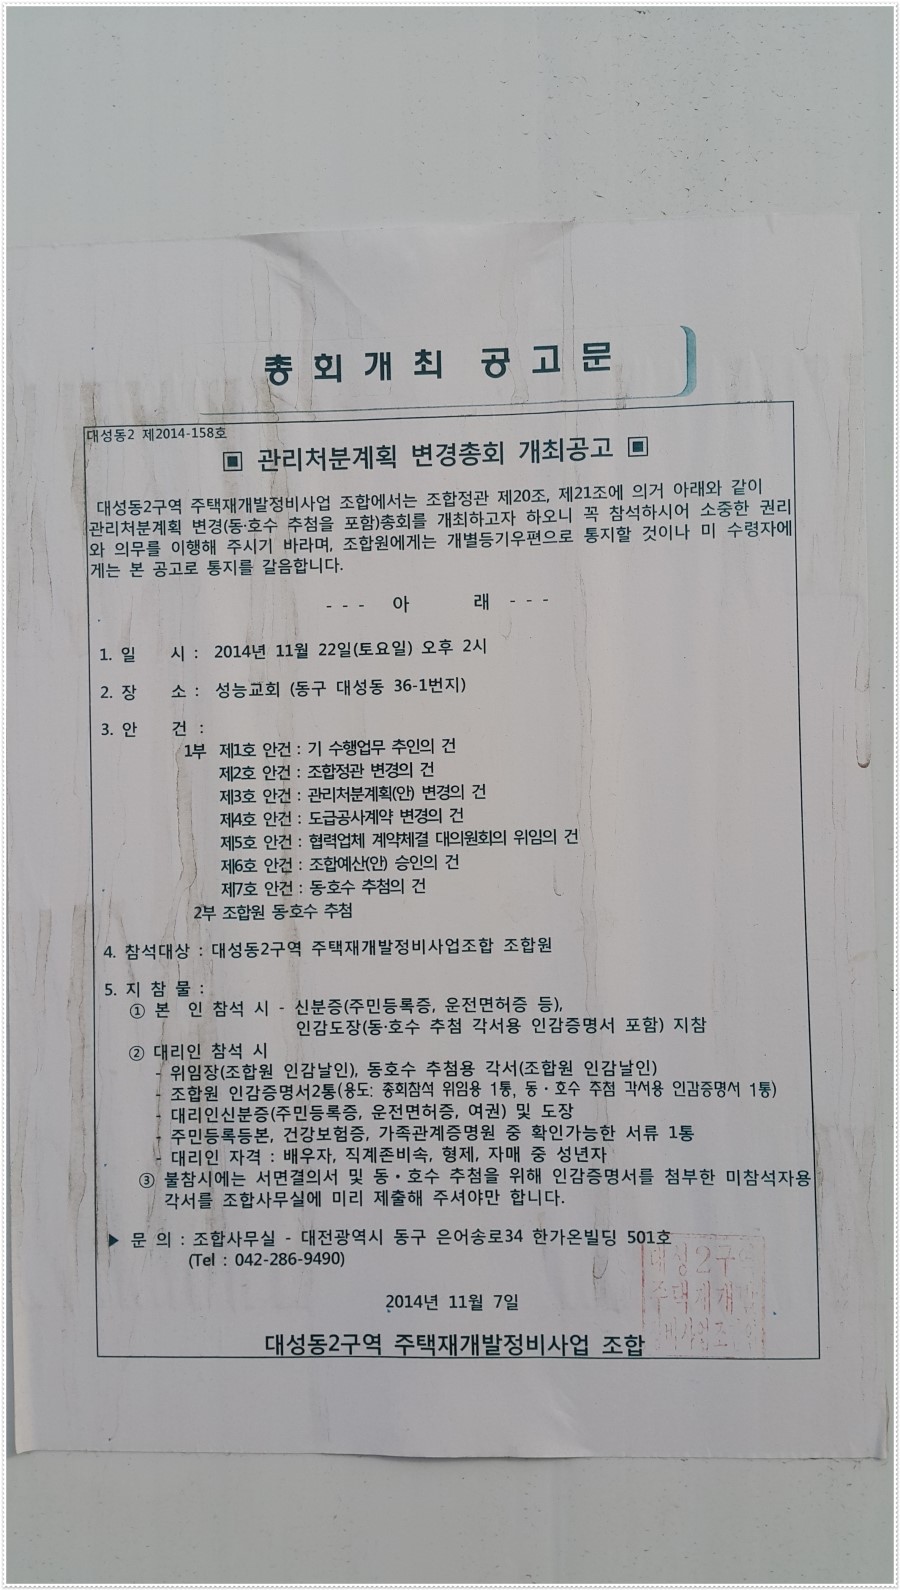 총회개최 공고문
대성동2 제2014-158호
▣ 관리처분계획 변경총회 개최공고 ▣
대성동2구역 주택재개발정비사업 조합에서는 조합정관 제20조, 제21조에 의거 아래와 같이
관리처분계획 변경(동·호수 추첨을 포함)총회를 개최하고자 하오니 꼭 참석하시어 소중한 권리
와 의무를 이행해 주시기 바라며, 조합원에게는 개별등기우편으로 통지할 것이나 미 수령자에
게는 본 공고로 통지를 갈음합니다.
--- 아 래 ---
1. 일 시 : 2014년 11월 22일(토요일) 오후 2시
2. 장 소 : 성능교회 (동구 대성동 36-1번지)
3. 안 건 :
1부 제1호 안건 : 기 수행업무 추인의 건
제2호 안건 : 조합정관 변경의 건
제3호 안건 : 관리처분계획(안) 변경의 건
제4호 안건 : 도급공사계약 변경의 건
제5호 안건 : 협력업체 계약체결 대의원회의 위임의 건
제6호 안건 : 조합예산(안) 승인의 건
제7호 안건 : 동호수 추첨의 건
2부 조합원 동호수 추첨
4. 참석대상 : 대성동2구역 주택재개발정비사업조합 조합원
5. 지 참 물 :
① 본 인 참석 시 - 신분증(주민등록증, 운전면허증 등),
인감도장(동·호수 추첨 각서용 인감증명서 포함) 지참
② 대리인 참석 시
- 위임장(조합원 인감날인), 동호수 추첨용 각서(조합원 인감날인)
- 조합원 인감증명서2통(용도: 총회참석 위임용 1통, 동·호수 추첨 각서용 인감증명서 1통)
- 대리인신분증(주민등록증, 운전면허증, 여권) 및 도장
- 주민등록등본, 건강보험증, 가족관계증명원 중 확인가능한 서류 1통
- 대리인 자격 : 배우자, 직계존비속, 형제, 자매 중 성년자
③ 불참시에는 서면결의서 및 동·호수 추첨을 위해 인감증명서를 첨부한 미참석자용
각서를 조합사무실에 미리 제출해 주셔야만 합니다.
▶ 문 의 : 조합사무실 - 대전광역시 동구 은어송로34 한가온빌딩 501호
(Tel : 042-286-9490)
2014년 11월 7일
대성동2구역 주택재개발정비사업 조합
대성2구역
주택재개